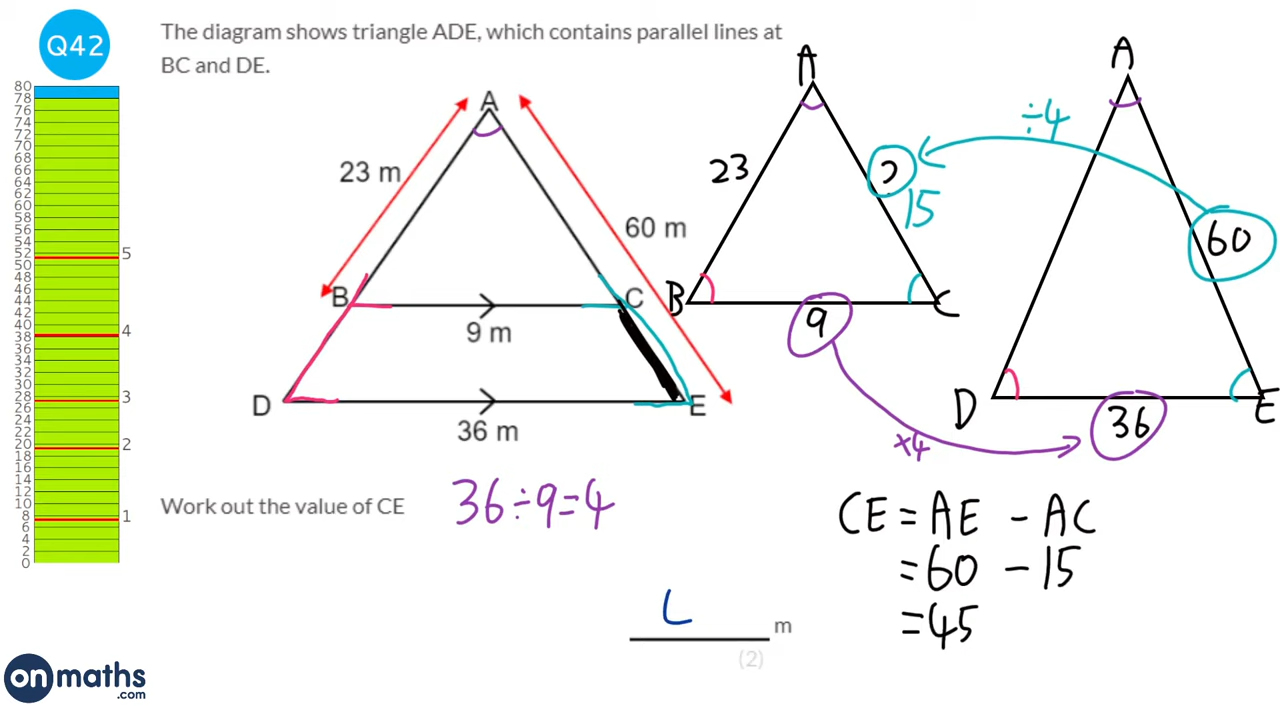 Q42
The diagram shows triangle ADE, which contains parallel lines at
BC and DE.
80
78
76
74
72
70
68
66
64
62
60
58
56
54
52
50
48
46
44
42
40
38
36
34
32
30
28
26
24
22
20
18
16
14
12
10
8
6
4
2
0
5
4
3
2
1
A
23 m
60 m
B
C
9 m
D
E
36 m
A
23
?
15
B
C
9
÷4
×4
A
60
D
E
36
Work out the value of CE
36÷9=4
CE = AE - AC
= 60 - 15
= 45
m
(2)
onmaths
.com